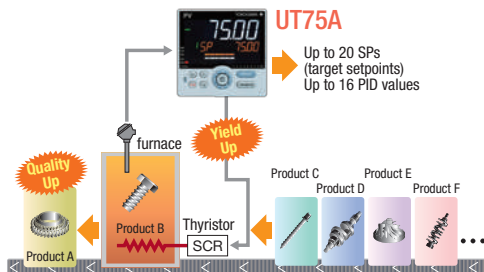 UT75A
PV
YOKOGAWA
75.00
SP
75.00
Up to 20 SPs
(target setpoints)
Up to 16 PID values
furnace
Yield
Up
Quality
Up
Product C
Product E
Product D
Product F
Product B
Thyristor
SCR
Product A
...